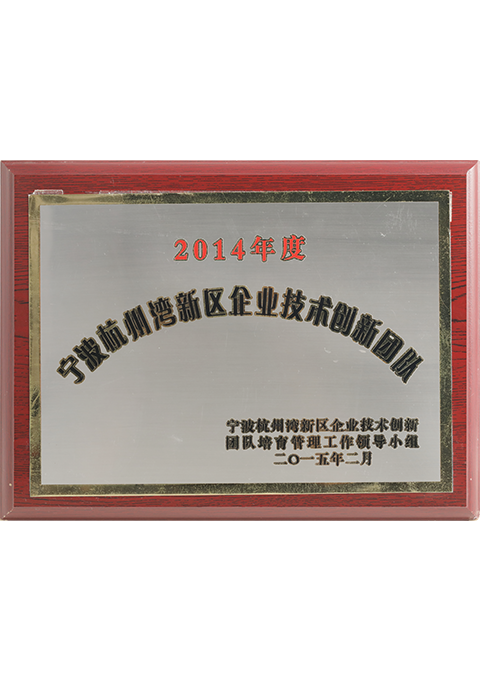 2014年度
宁波杭州湾新区企业技术创新团队
宁波杭州湾新区企业技术创新
团队培育管理工作领导小组
二〇一五年二月